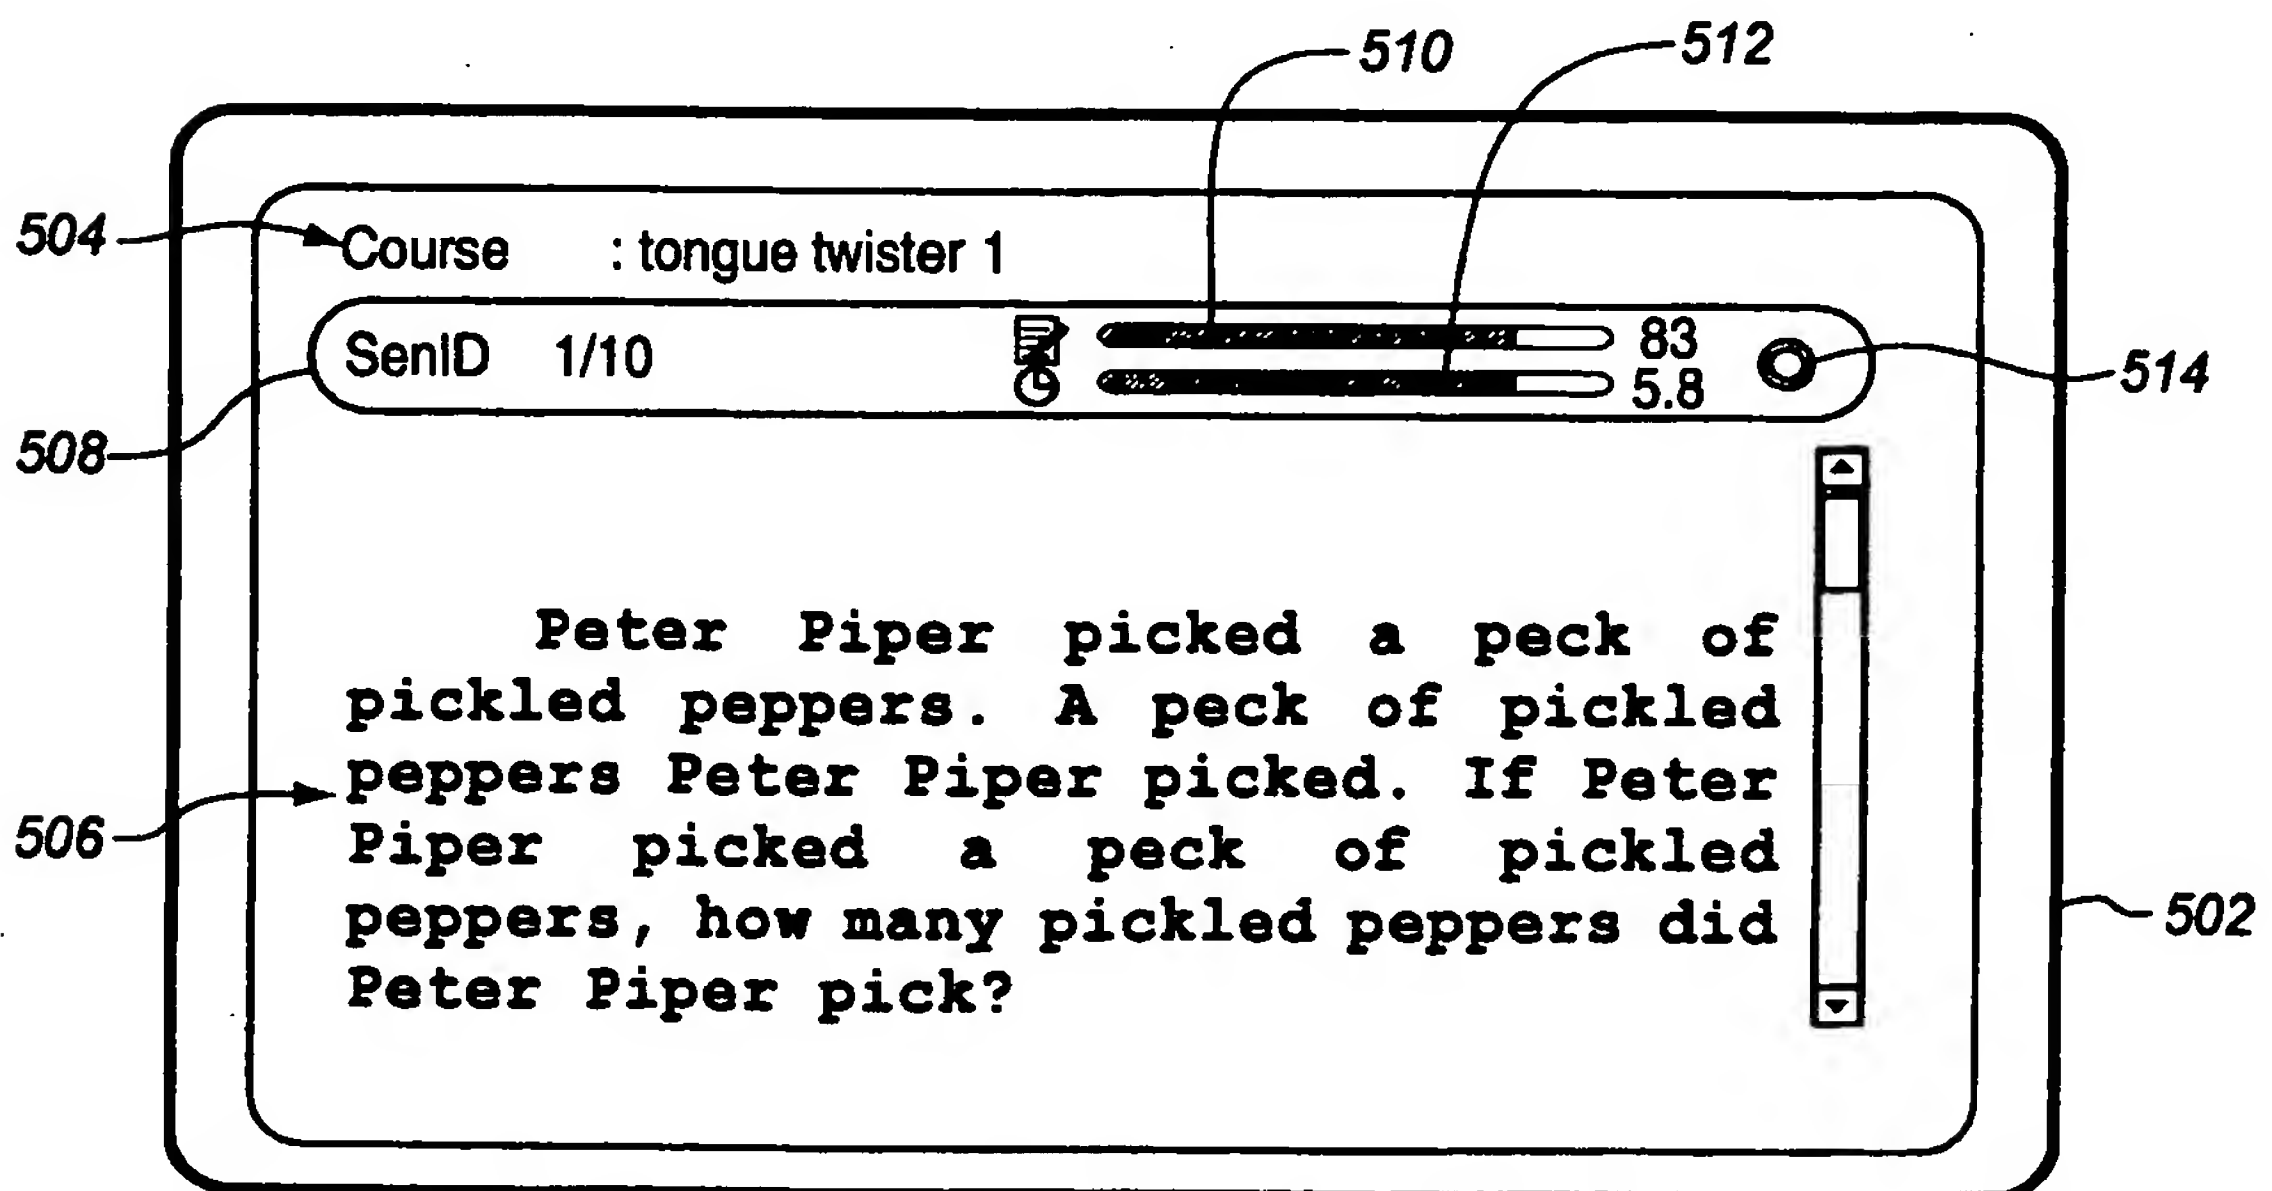 510
512
504
Course : tongue twister 1
SenID 1/10
83
5.8
514
508
Peter Piper picked a peck of
pickled peppers. A peck of pickled
peppers Peter Piper picked. If Peter
506
Piper picked a peck of pickled
peppers, how many pickled peppers did
502
Peter Piper pick?